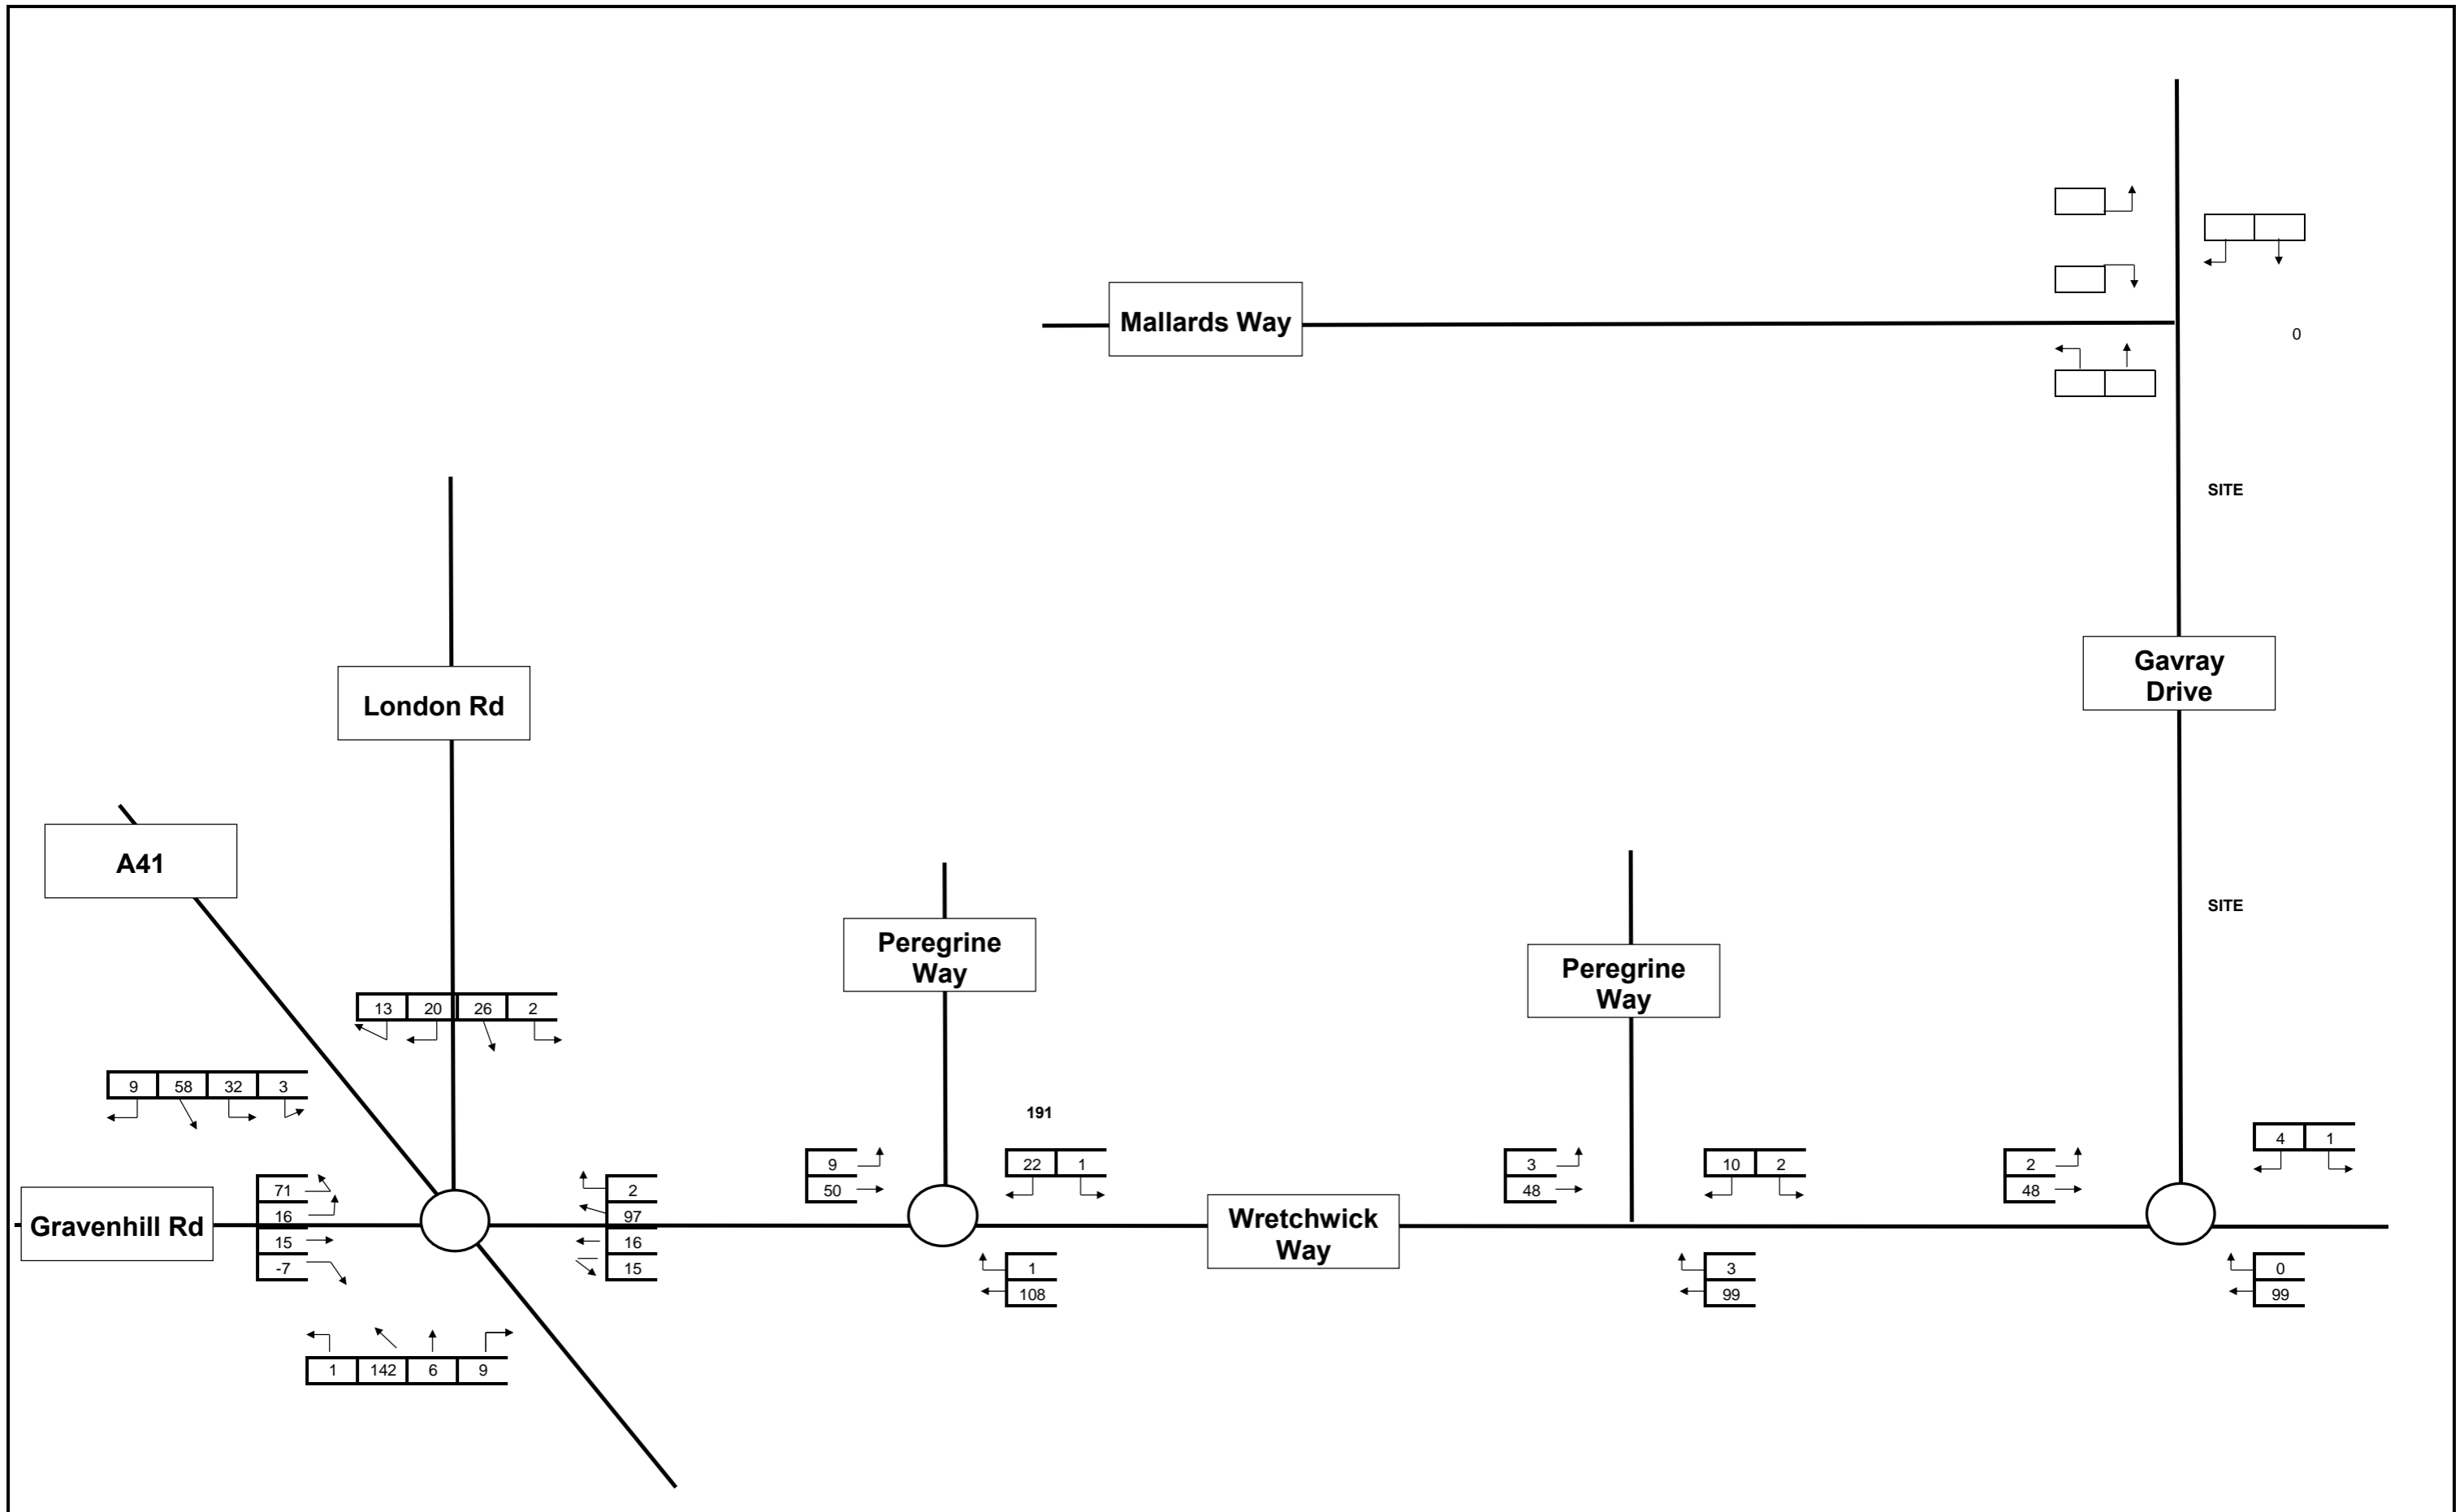 Mallards Way
0
SITE
Gavray
Drive
London Rd
A41
SITE
Peregrine
Way
Peregrine
Way
13 20 26 2
9 58 32 3
191
4 1
9
50
22 1
3
48
10 2
2
48
Gravenhill Rd
71
16
15
-7
2
97
16
15
Wretchwick
Way
1
108
3
99
0
99
1 142 6 9